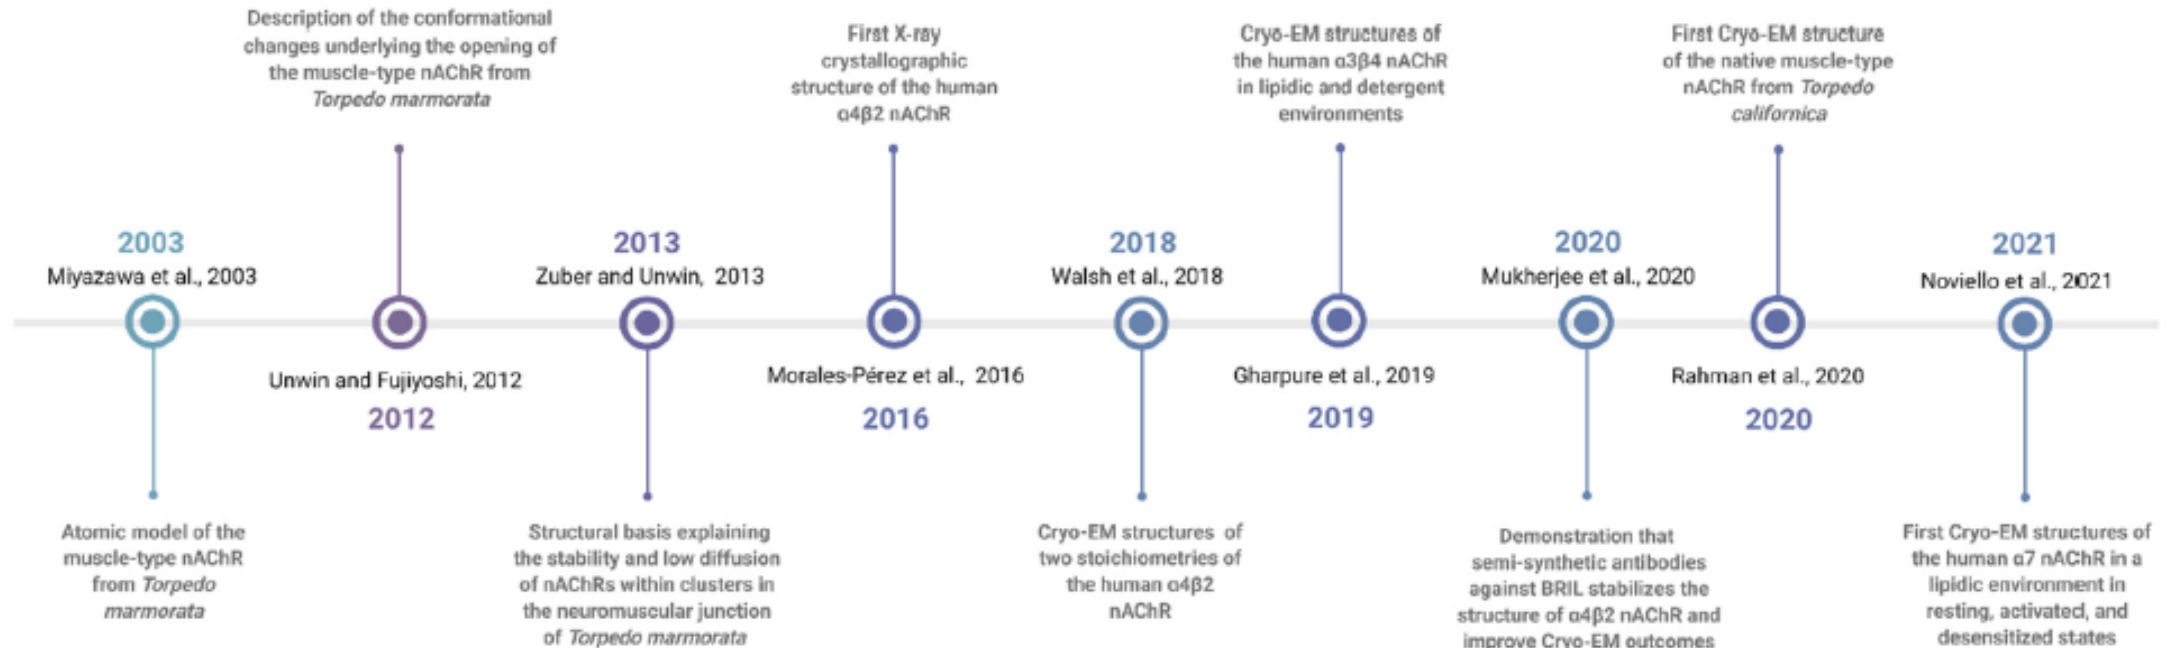 Description of the conformational
changes underlying the opening of
the muscle-type nAChR from
Torpedo marmorata
First X-ray
crystallographic
structure of the human
α4β2 nAChR
Cryo-EM structures of
the human α3β4 nAChR
in lipidic and detergent
environments
First Cryo-EM structure
of the native muscle-type
nAChR from Torpedo
californica
2003
Miyazawa et al., 2003
2013
Zuber and Unwin, 2013
2018
Walsh et al., 2018
2020
Mukherjee et al., 2020
2021
Noviello et al., 2021
Unwin and Fujiyoshi, 2012
2012
Morales-Pérez et al., 2016
2016
Gharpure et al., 2019
2019
Rahman et al., 2020
2020
Atomic model of the
muscle-type nAChR
from Torpedo
marmorata
Structural basis explaining
the stability and low diffusion
of nAChRs within clusters in
the neuromuscular junction
of Torpedo marmorata
Cryo-EM structures of
two stoichiometries of
the human α4β2
nAChR
Demonstration that
semi-synthetic antibodies
against BRIL stabilizes the
structure of α4β2 nAChR and
improve Cryo-EM outcomes
First Cryo-EM structures of
the human α7 nAChR in a
lipidic environment in
resting, activated, and
desensitized states